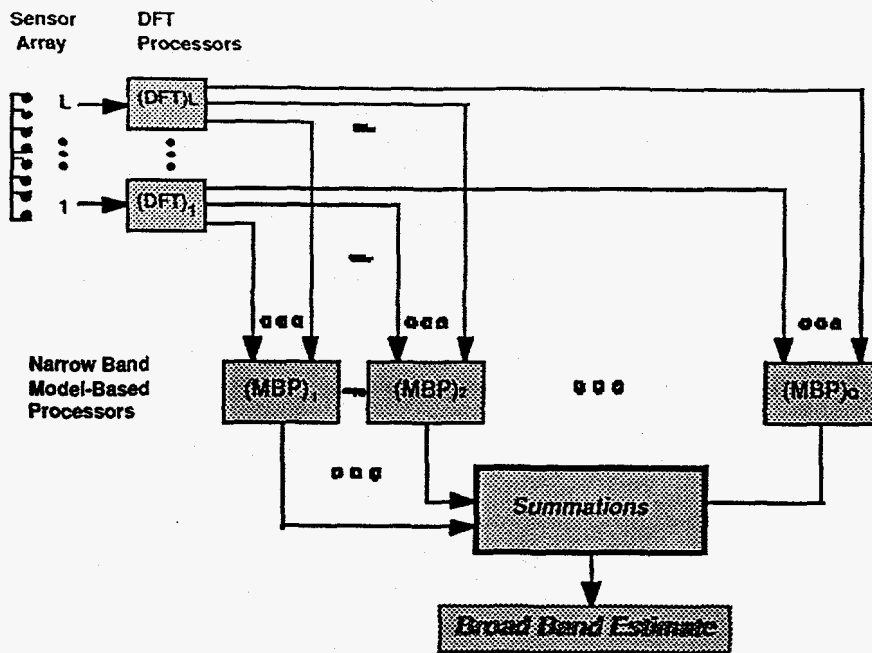 Sensor Array
DFT Processors
L
(DFT)L
1
(DFT)1
Narrow Band
Model-Based
Processors
(MBP)1
(MBP)2
(MBP)Q
Summations
Broad Band Estimate